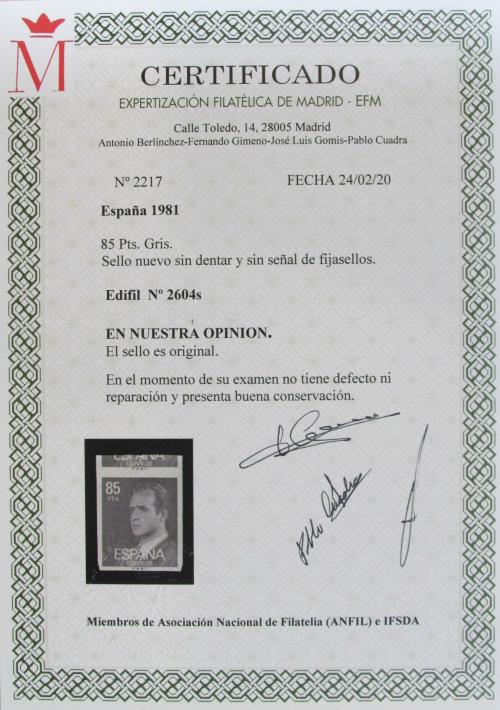 M
CERTIFICADO
EXPERTIZACIÓN FILATÉLICA DE MADRID - EFM
Calle Toledo, 14, 28005 Madrid
Antonio Berlínchez-Fernando Gimeno-José Luis Gomis-Pablo Cuadra
Nº 2217 FECHA 24/02/20
España 1981
85 Pts. Gris.
Sello nuevo sin dentar y sin señal de fijasellos.
Edifil Nº 2604s
EN NUESTRA OPINION.
El sello es original.
En el momento de su examen no tiene defecto ni
reparación y presenta buena conservación.
ESPAÑA
CORREOS
85
PTA
ESPAÑA
CORREOS
Miembros de Asociación Nacional de Filatelia (ANFIL) e IFSDA